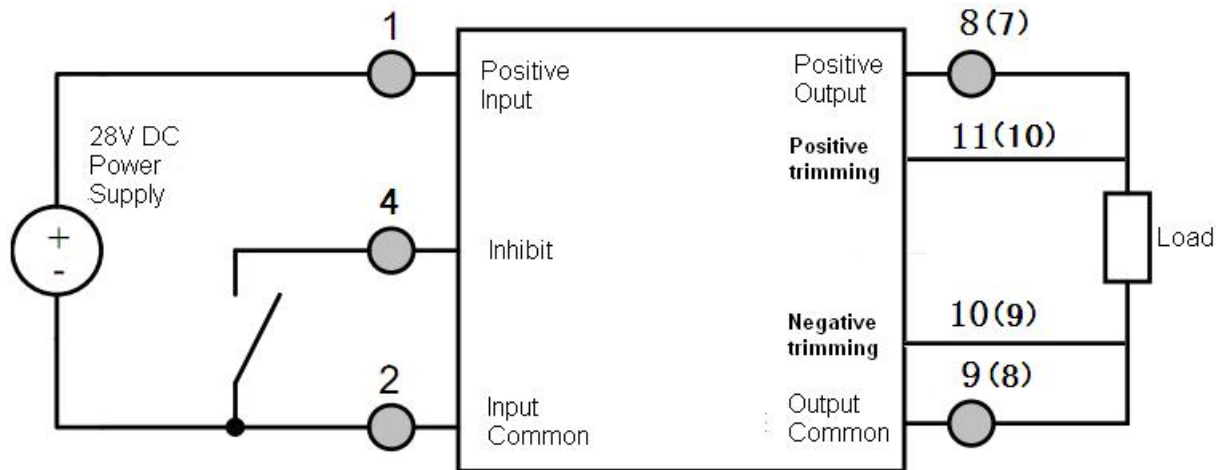 1
8(7)
Positive
Input
Positive
Output
28V DC
Power
Supply
Positive
trimming
11(10)
4
+
-
Inhibit
Load
Negative
trimming
10(9)
2
9(8)
Input
Common
Output
Common